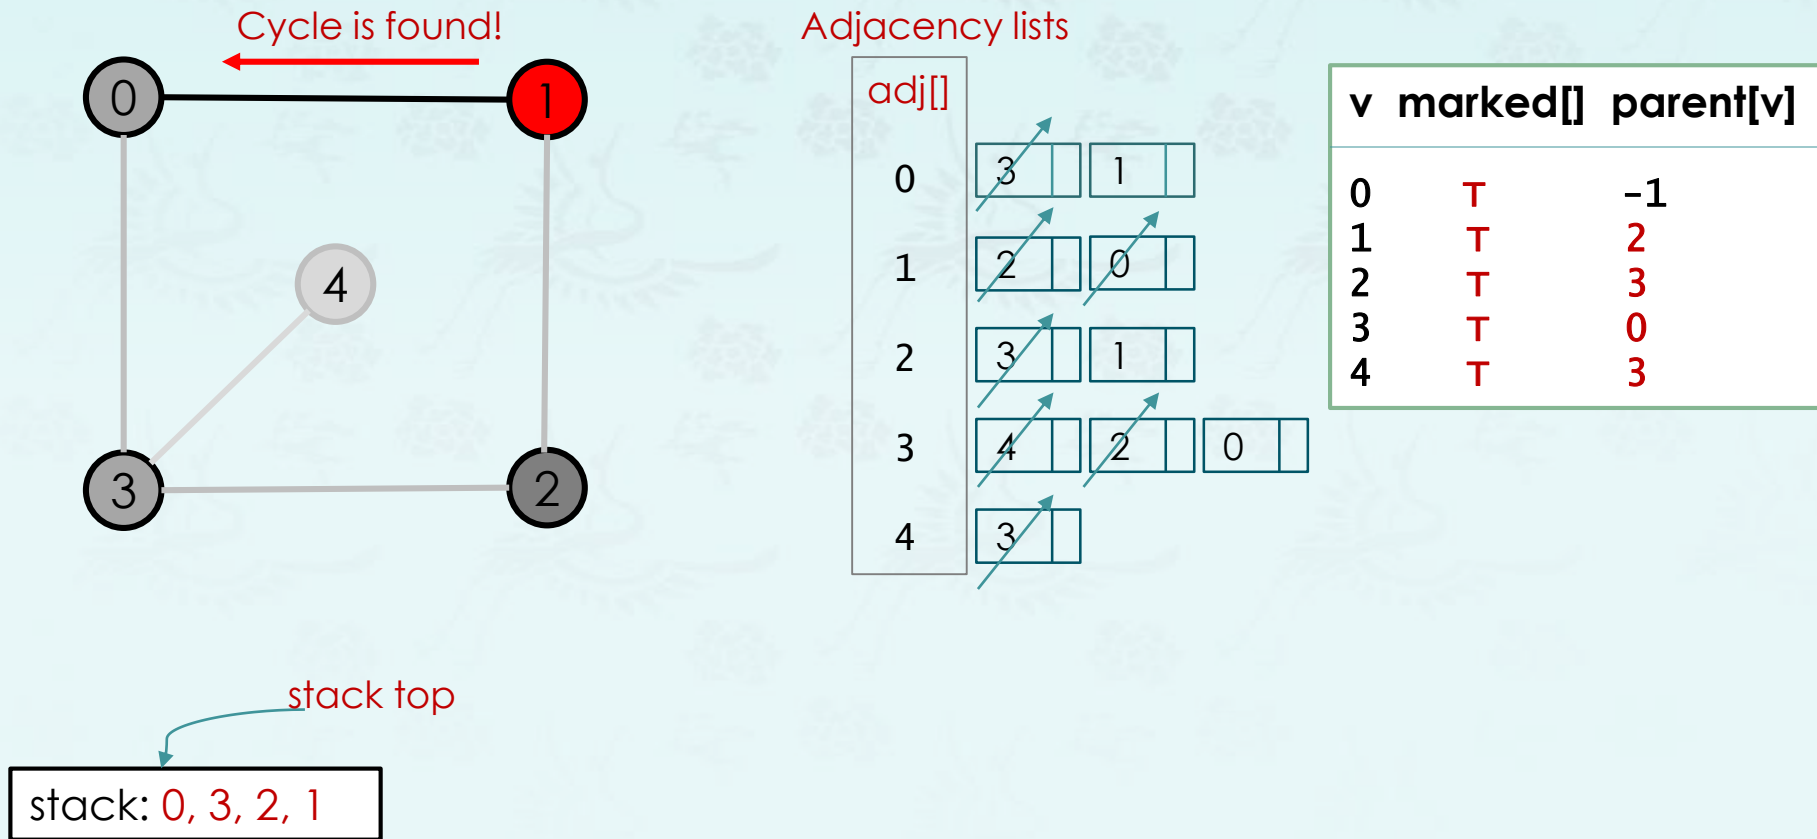 Cycle is found!
0
1
4
3
2
Adjacency lists
adj[]
0 3 1
1 2 0
2 3 1
3 4 2 0
4 3
v marked[] parent[v]
0 T -1
1 T 2
2 T 3
3 T 0
4 T 3
stack top
stack: 0, 3, 2, 1